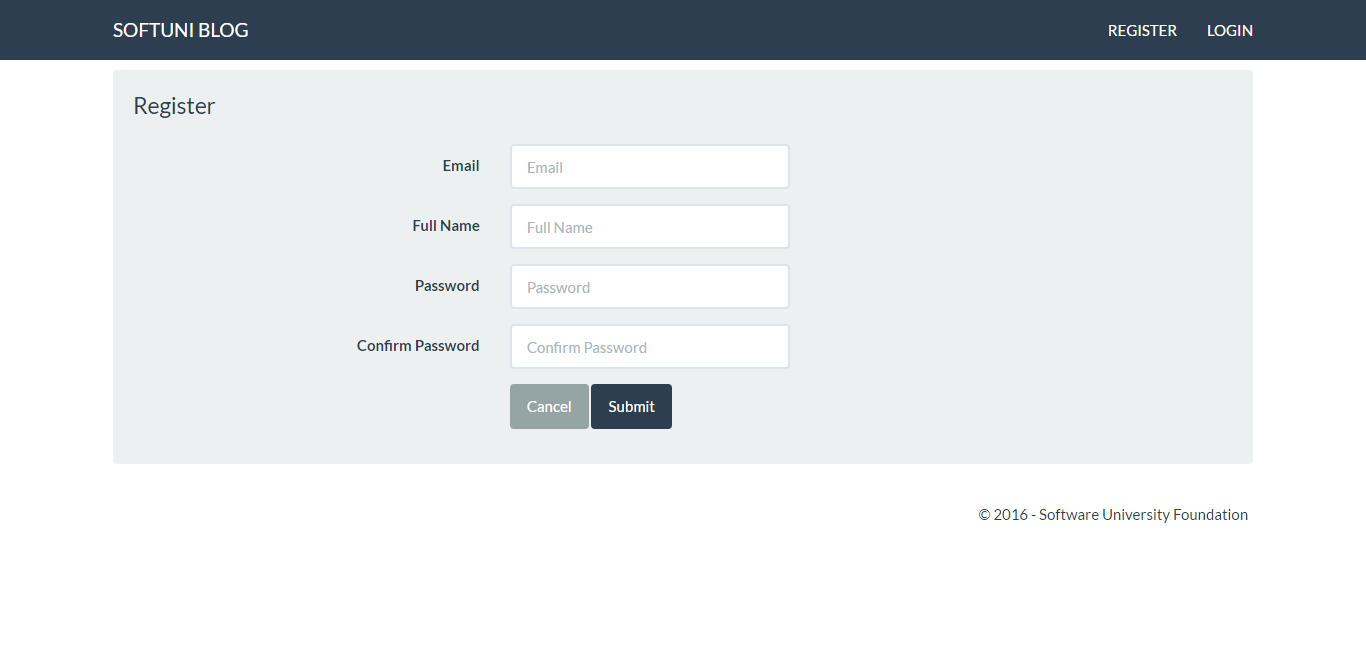 SOFTUNI BLOG
REGISTER LOGIN
Register
Email Email
Full Name Full Name
Password Password
Confirm Password Confirm Password
Cancel Submit
© 2016 - Software University Foundation